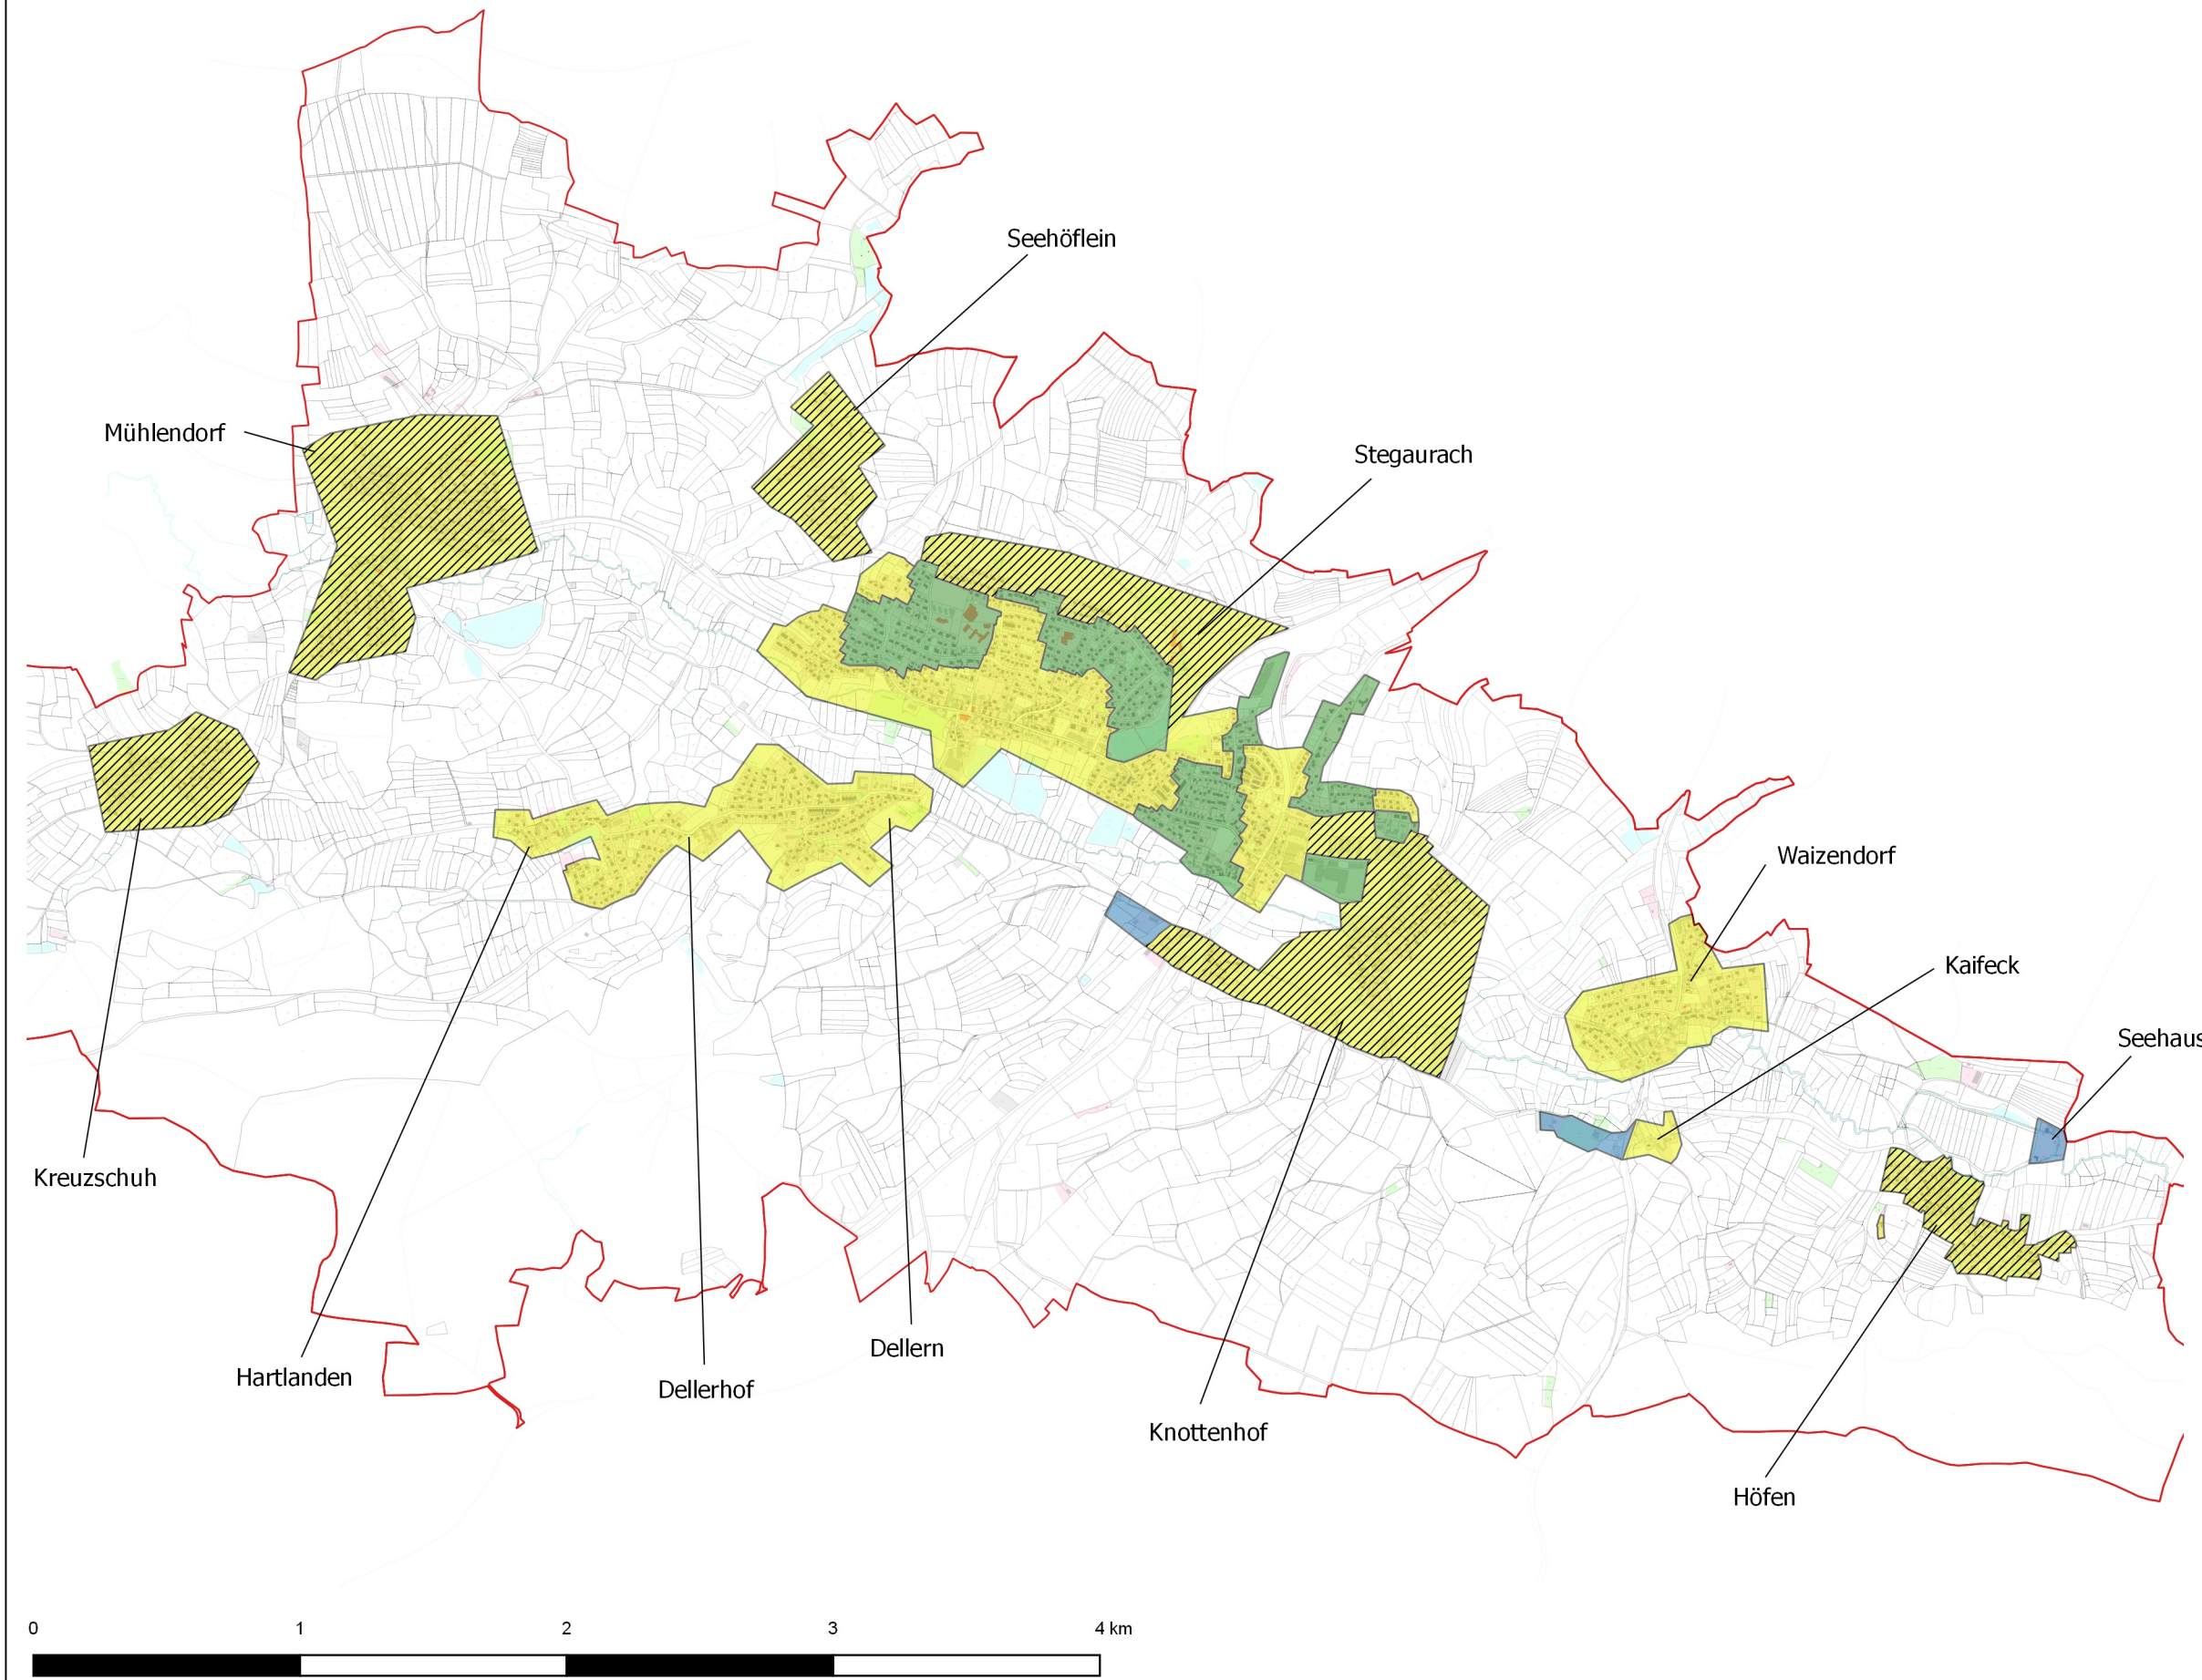 Seehöflein
Mühlendorf
Stegaurach
Waizendorf
Kaifeck
Seehaus
Kreuzschuh
Dellern
Hartlanden
Dellerhof
Knottenhof
Höfen
0 1 2 3 4 km